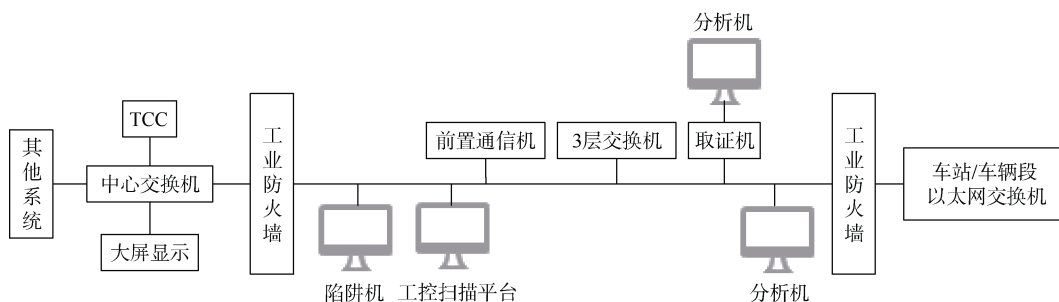 分析机
TCC
其他系统
中心交换机
大屏显示
工业防火墙
前置通信机
3层交换机
取证机
陷阱机
工控扫描平台
分析机
工业防火墙
车站/车辆段
以太网交换机